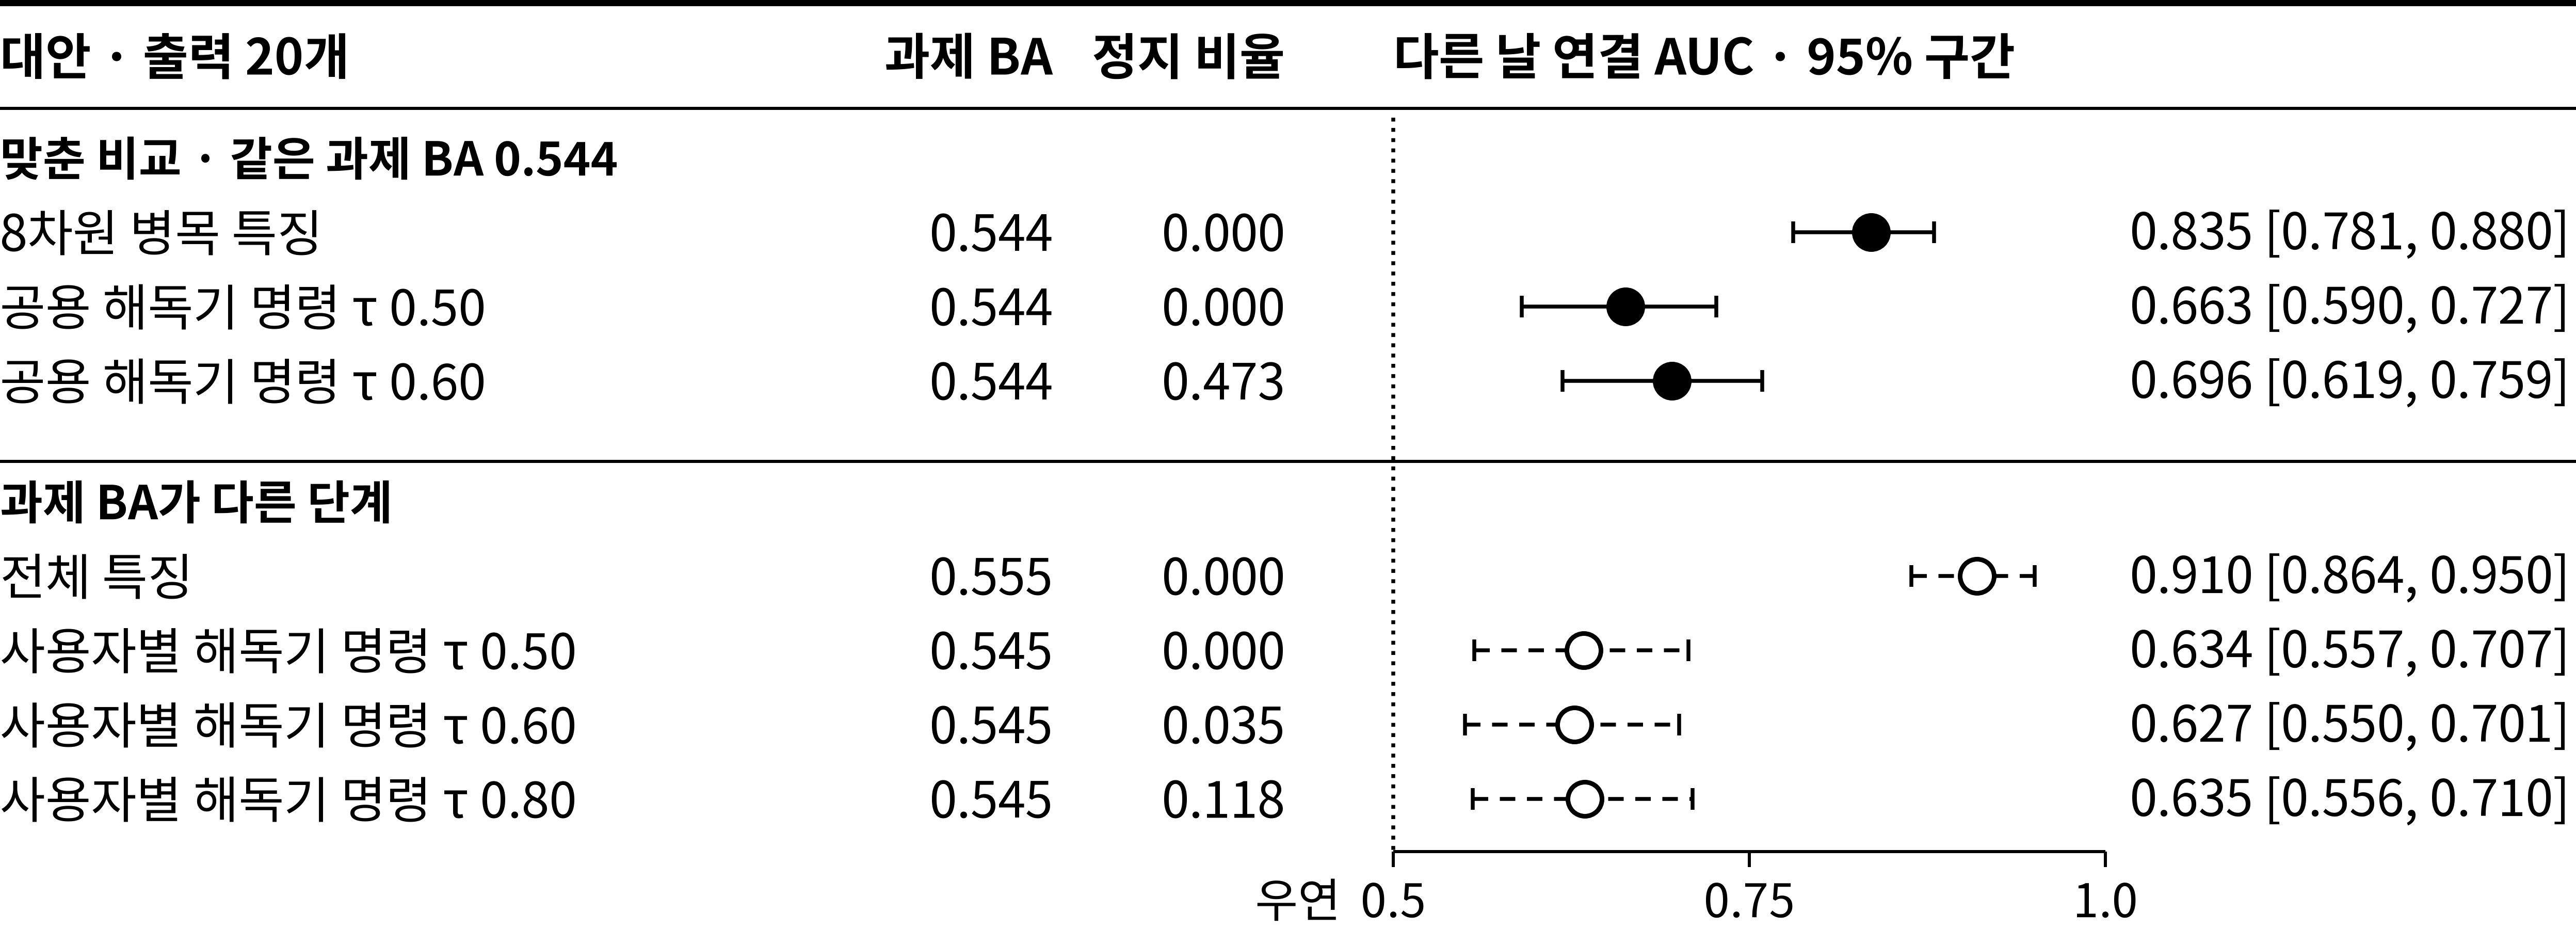 대안 · 출력 20개 과제 BA 정지 비율 다른 날 연결 AUC · 95% 구간
맞춘 비교 · 같은 과제 BA 0.544
8차원 병목 특징 0.544 0.000 0.835 [0.781, 0.880]
공용 해독기 명령 τ 0.50 0.544 0.000 0.663 [0.590, 0.727]
공용 해독기 명령 τ 0.60 0.544 0.473 0.696 [0.619, 0.759]
과제 BA가 다른 단계
전체 특징 0.555 0.000 0.910 [0.864, 0.950]
사용자별 해독기 명령 τ 0.50 0.545 0.000 0.634 [0.557, 0.707]
사용자별 해독기 명령 τ 0.60 0.545 0.035 0.627 [0.550, 0.701]
사용자별 해독기 명령 τ 0.80 0.545 0.118 0.635 [0.556, 0.710]
우연 0.5 0.75 1.0